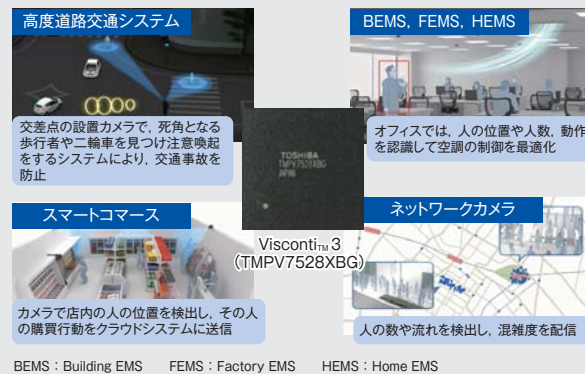 高度道路交通システム
交差点の設置カメラで，死角となる
歩行者や二輪車を見つけ注意喚起
をするシステムにより，交通事故を
防止
BEMS，FEMS，HEMS
オフィスでは，人の位置や人数，動作
を認識して空調の制御を最適化
TOSHIBA
TMPV7528XBG
JAPAN
Visconti™ 3
(TMPV7528XBG)
スマートコマース
カメラで店内の人の位置を検出し，その人
の購買行動をクラウドシステムに送信
ネットワークカメラ
人の数や流れを検出し，混雑度を配信
BEMS：Building EMS FEMS：Factory EMS HEMS：Home EMS